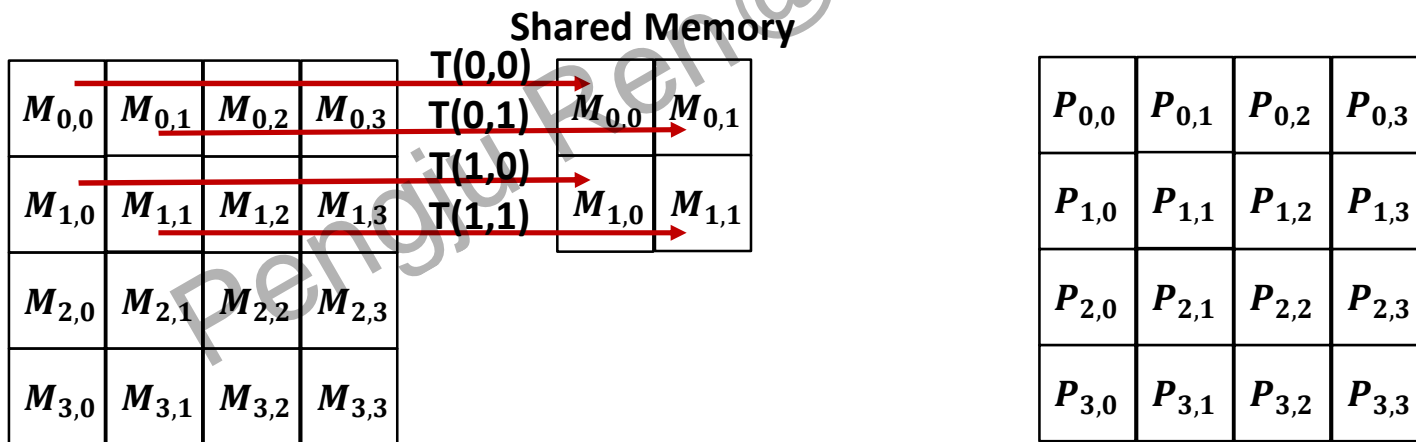 Shared Memory
T(0,0)
T(0,1)
T(1,0)
T(1,1)
M0,0 M0,1 M0,2 M0,3
M1,0 M1,1 M1,2 M1,3
M2,0 M2,1 M2,2 M2,3
M3,0 M3,1 M3,2 M3,3
M0,0 M0,1
M1,0 M1,1
P0,0 P0,1 P0,2 P0,3
P1,0 P1,1 P1,2 P1,3
P2,0 P2,1 P2,2 P2,3
P3,0 P3,1 P3,2 P3,3
Pengju Ren@